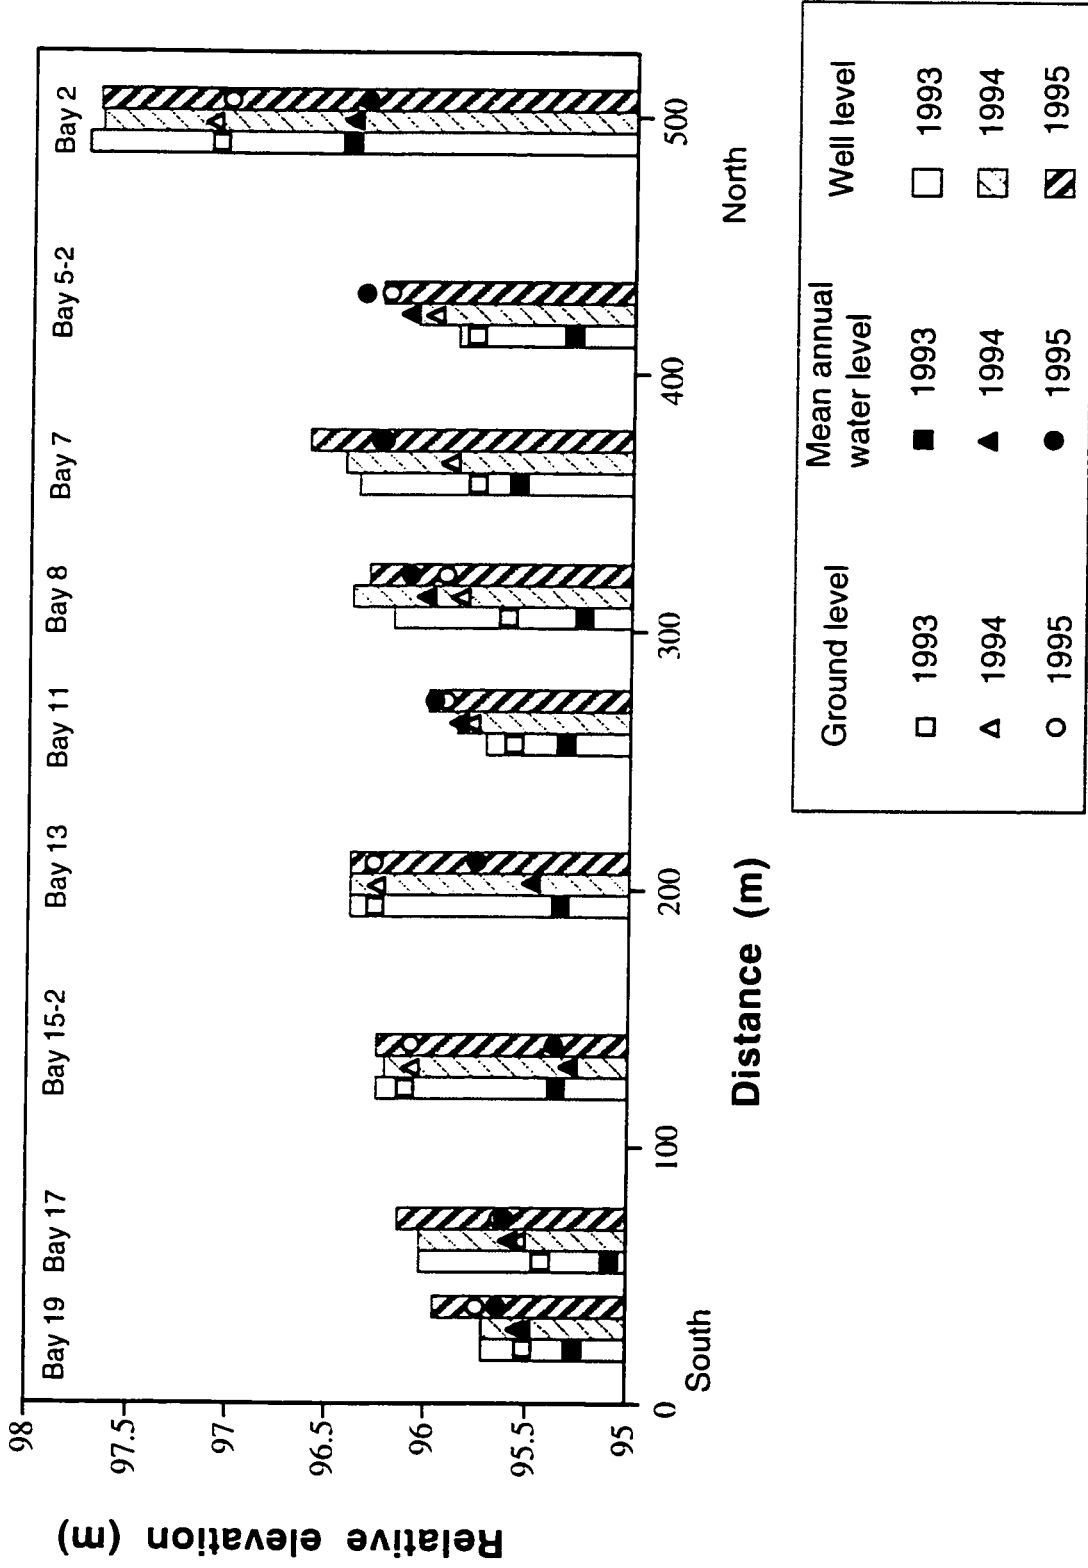 Relative elevation (m)
98
97.5
97
96.5
96
95.5
95
Bay 19
Bay 17
Bay 15-2
Bay 13
Bay 11
Bay 8
Bay 7
Bay 5-2
Bay 2
0
100
200
300
400
500
South
North
Distance (m)
Ground level
1993
1994
1995
Mean annual
water level
1993
1994
1995
Well level
1993
1994
1995